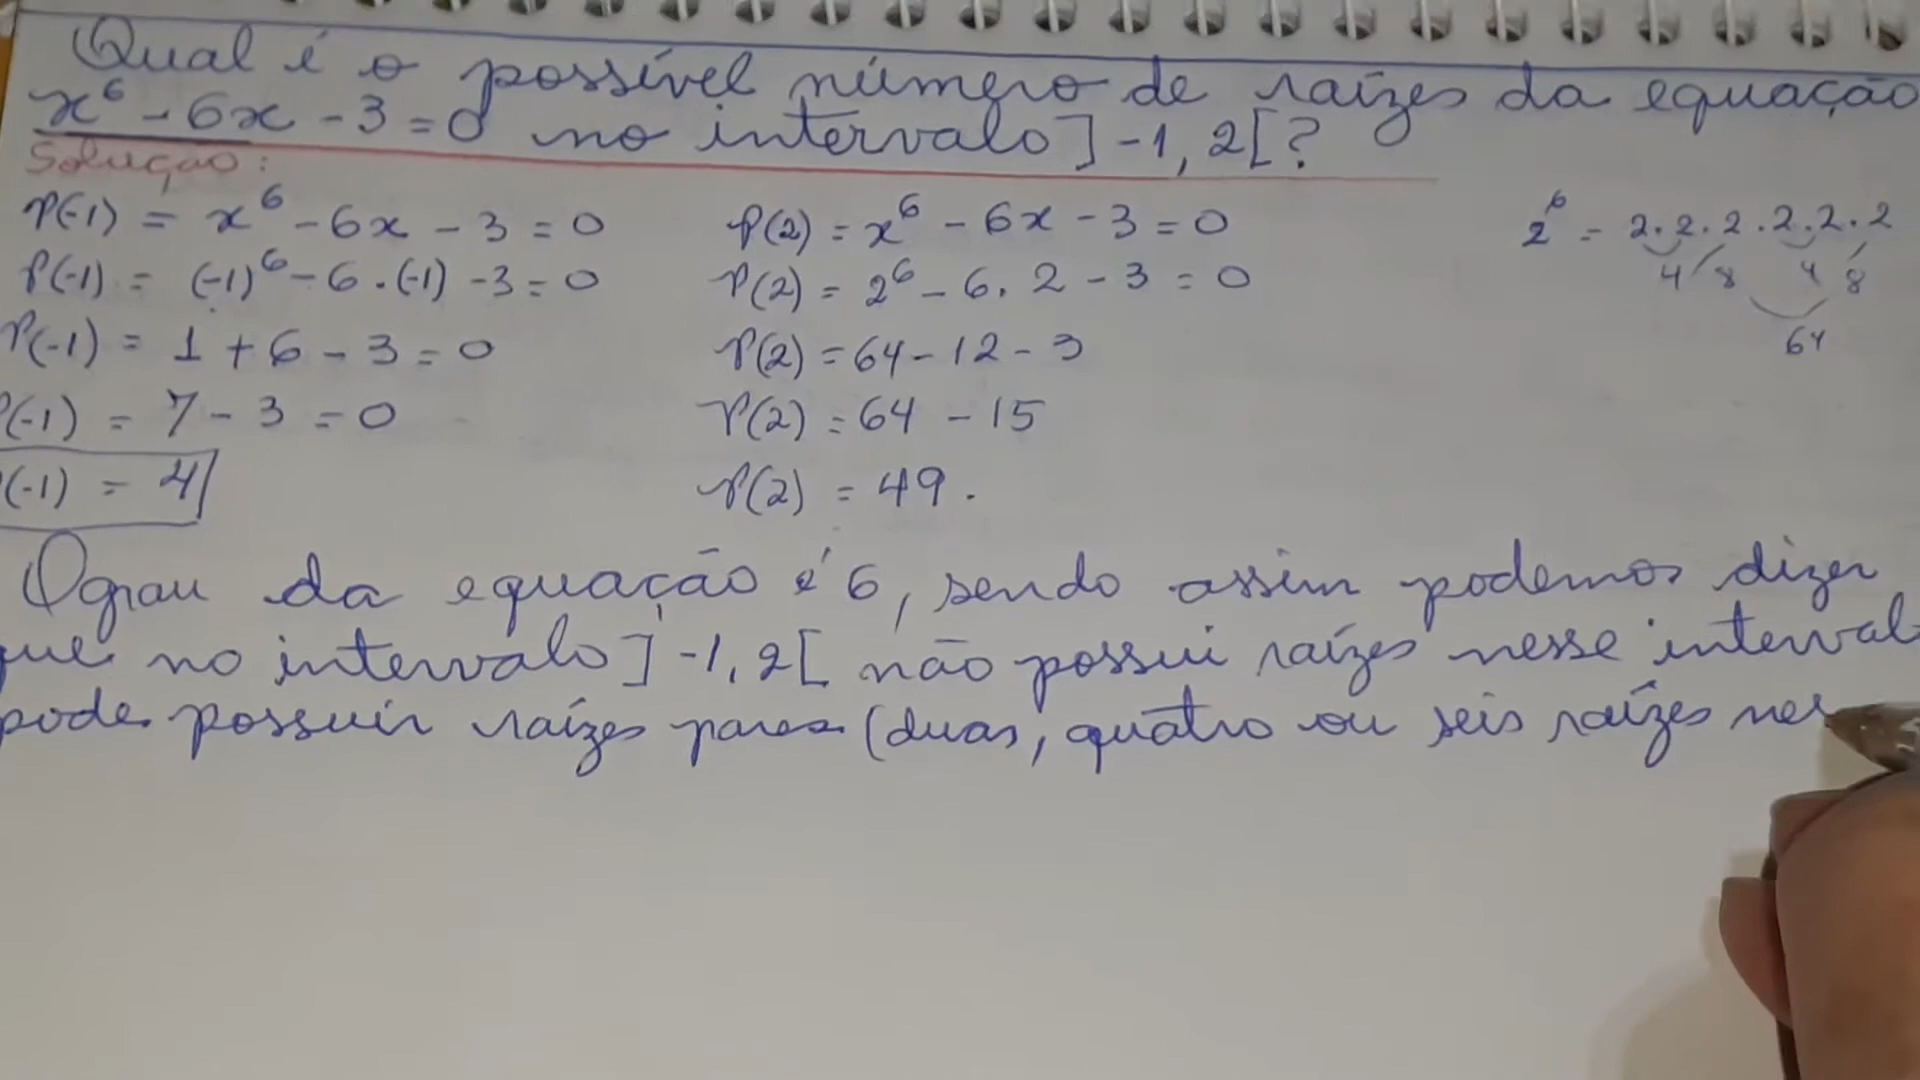 Qual é o possível número de raízes da equação
x⁶ - 6x - 3 = 0 no intervalo ]-1, 2[?
Solução:
P(-1) = x⁶ - 6x - 3 = 0
P(-1) = (-1)⁶ - 6 . (-1) - 3 = 0
P(-1) = 1 + 6 - 3 = 0
P(-1) = 7 - 3 = 0
(-1) = 4
P(2) = x⁶ - 6x - 3 = 0
P(2) = 2⁶ - 6 . 2 - 3 = 0
P(2) = 64 - 12 - 3
P(2) = 64 - 15
P(2) = 49.
2⁶ = 2.2.2.2.2.2
4 8 4 8
64
O grau da equação é 6, sendo assim podemos dizer
que no intervalo ]-1, 2[ não possui raízes nesse interval
pode possuir raízes pares (duas, quatro ou seis raízes nes